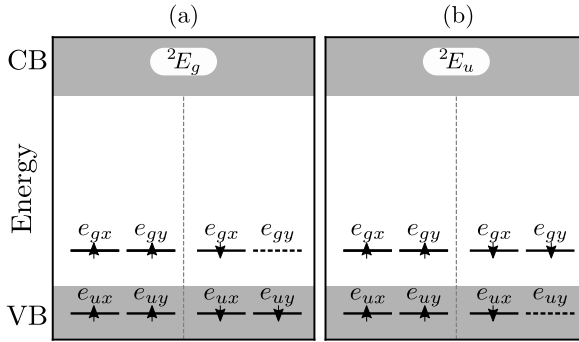 (a) (b)
CB ²E_g ²E_u
Energy
e_gx e_gy e_gx e_gy e_gx e_gy e_gx e_gy
VB e_ux e_uy e_ux e_uy e_ux e_uy e_ux e_uy